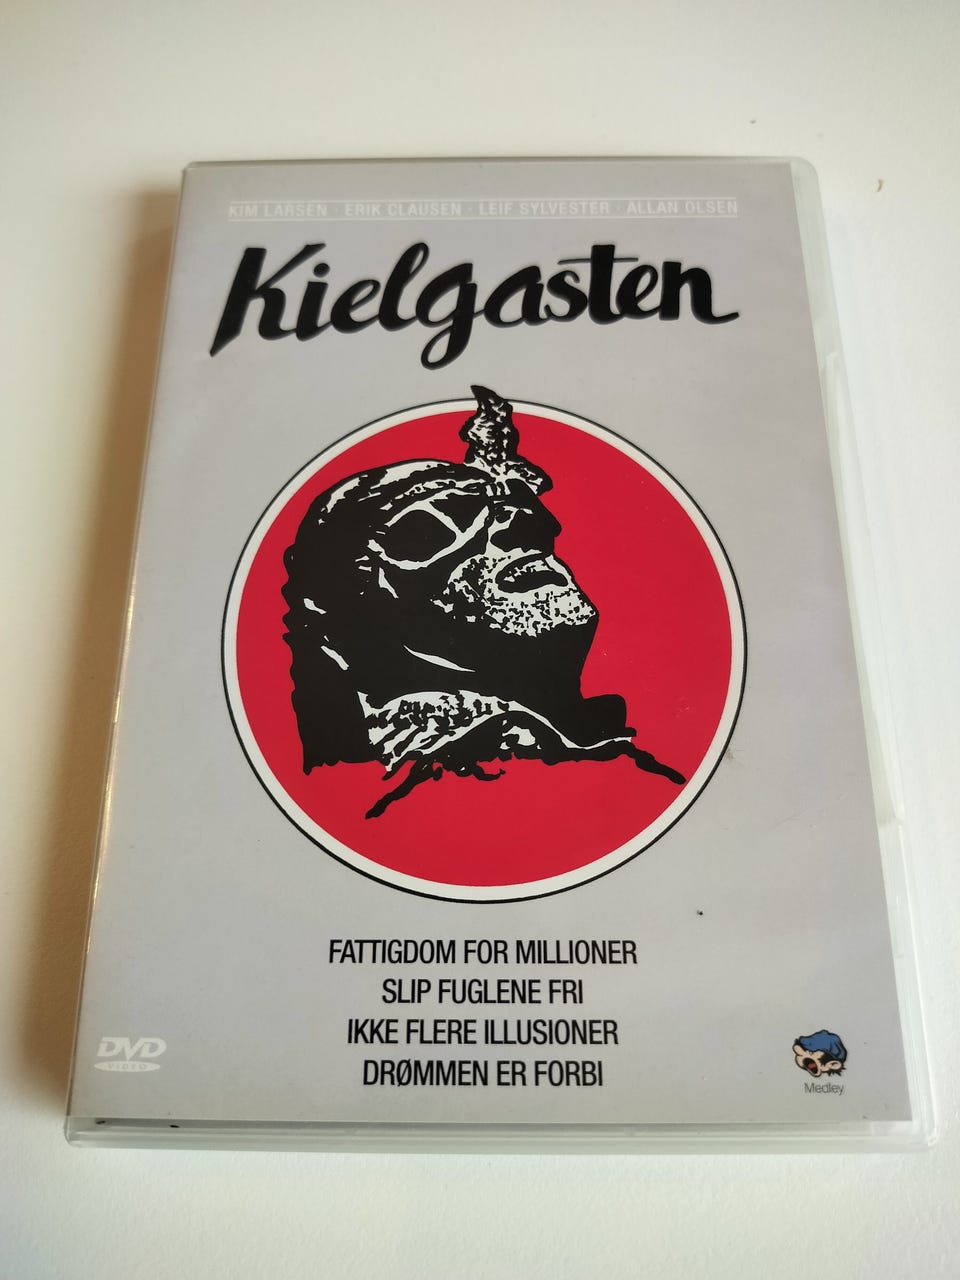 KIM LARSEN · ERIK CLAUSEN · LEIF SYLVESTER · ALLAN OLSEN
Kielgasten
FATTIGDOM FOR MILLIONER
SLIP FUGLENE FRI
IKKE FLERE ILLUSIONER
DRØMMEN ER FORBI
DVD
VIDEO
Medley